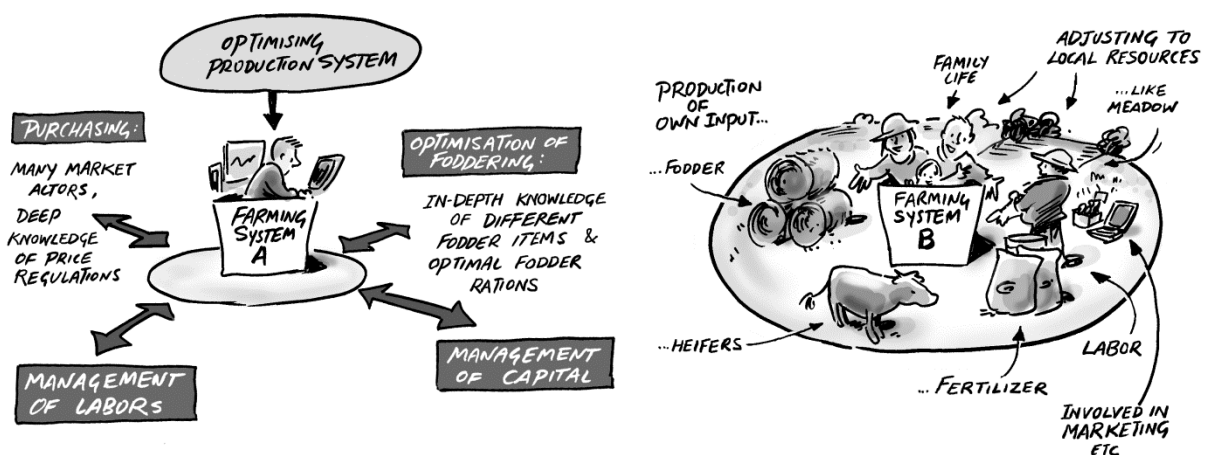 OPTIMISING
PRODUCTION SYSTEM
PURCHASING:
MANY MARKET
ACTORS,
DEEP
KNOWLEDGE
OF PRICE
REGULATIONS
FARMING
SYSTEM
A
OPTIMISATION OF
FODDERING:
IN-DEPTH KNOWLEDGE
OF DIFFERENT
FODDER ITEMS &
OPTIMAL FODDER
RATIONS
MANAGEMENT
OF LABORS
MANAGEMENT
OF CAPITAL
PRODUCTION
OF
OWN INPUT...
FAMILY
LIFE
ADJUSTING TO
LOCAL RESOURCES
...LIKE
MEADOW
...FODDER
FARMING
SYSTEM
B
...HEIFERS
...FERTILIZER
LABOR
INVOLVED IN
MARKETING
ETC